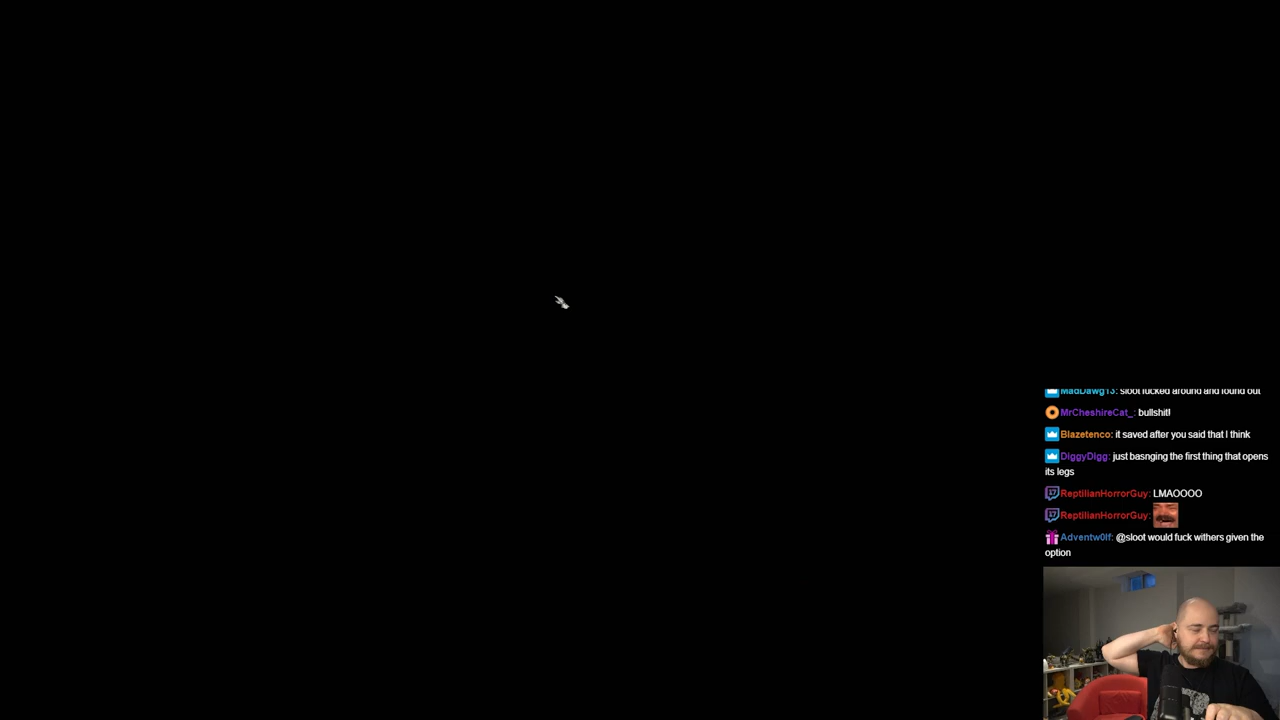 MadDawg13: sloot fucked around and found out
MrCheshireCat_: bullshit!
Blazetenco: it saved after you said that I think
DiggyDigg: just basnging the first thing that opens
its legs
ReptilianHorrorGuy: LMAOOOO
ReptilianHorrorGuy:
Adventw0lf: @sloot would fuck withers given the
option